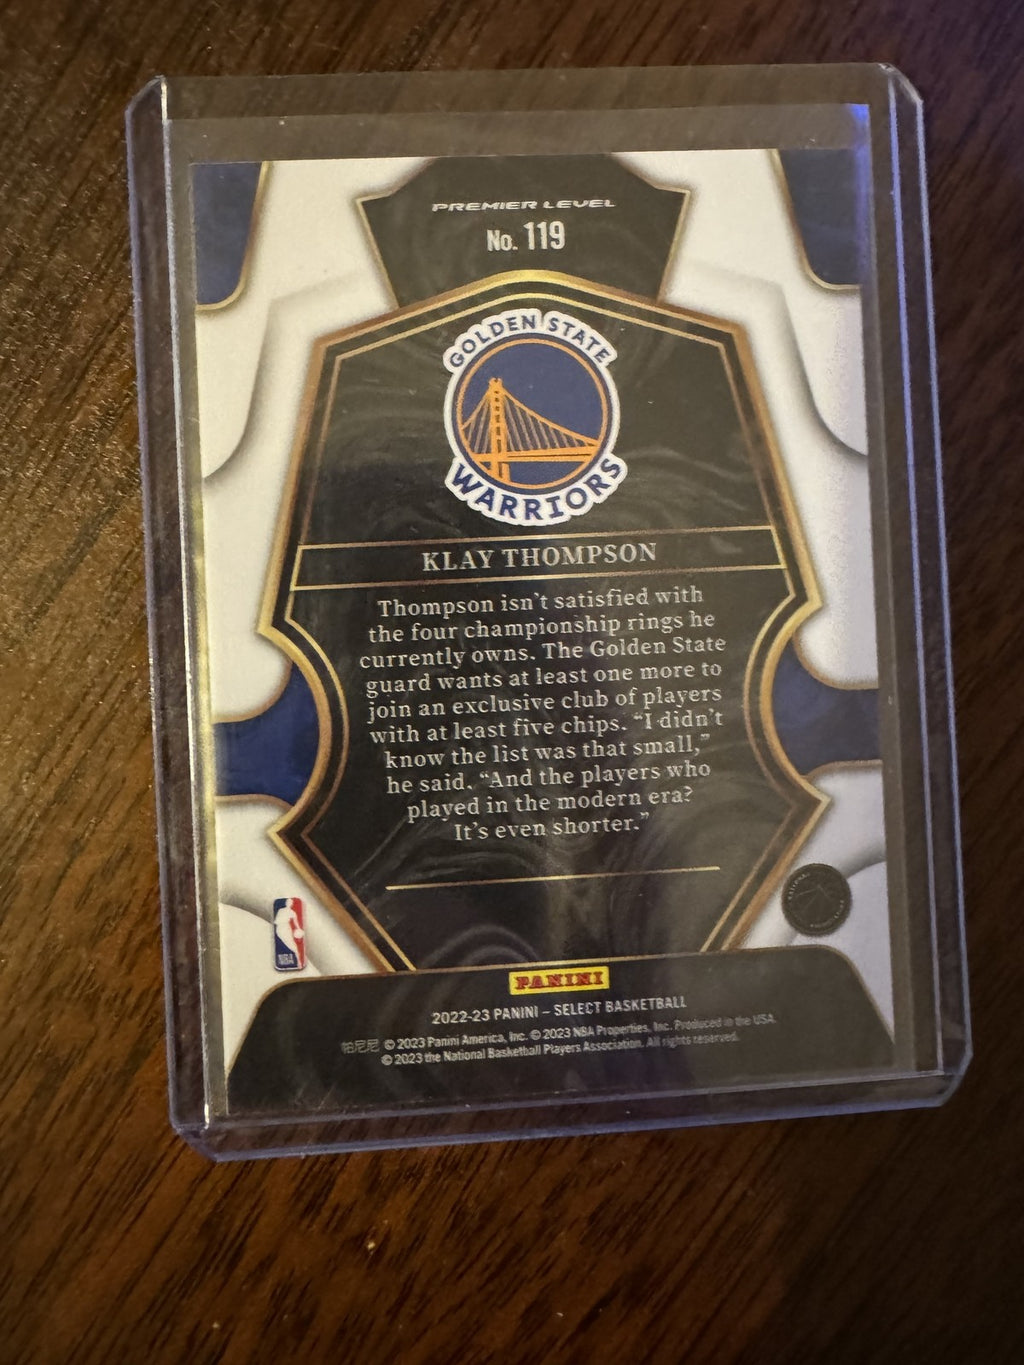 PREMIER LEVEL
No. 119
GOLDEN STATE
WARRIORS
KLAY THOMPSON
Thompson isn't satisfied with
the four championship rings he
currently owns. The Golden State
guard wants at least one more to
join an exclusive club of players
with at least five chips. “I didn't
know the list was that small,”
he said. “And the players who
played in the modern era?
It's even shorter.”
NBA
PANINI
2022-23 PANINI – SELECT BASKETBALL
帕尼尼 © 2023 Panini America, Inc. © 2023 NBA Properties, Inc. Produced in the USA.
© 2023 the National Basketball Players Association. All rights reserved.